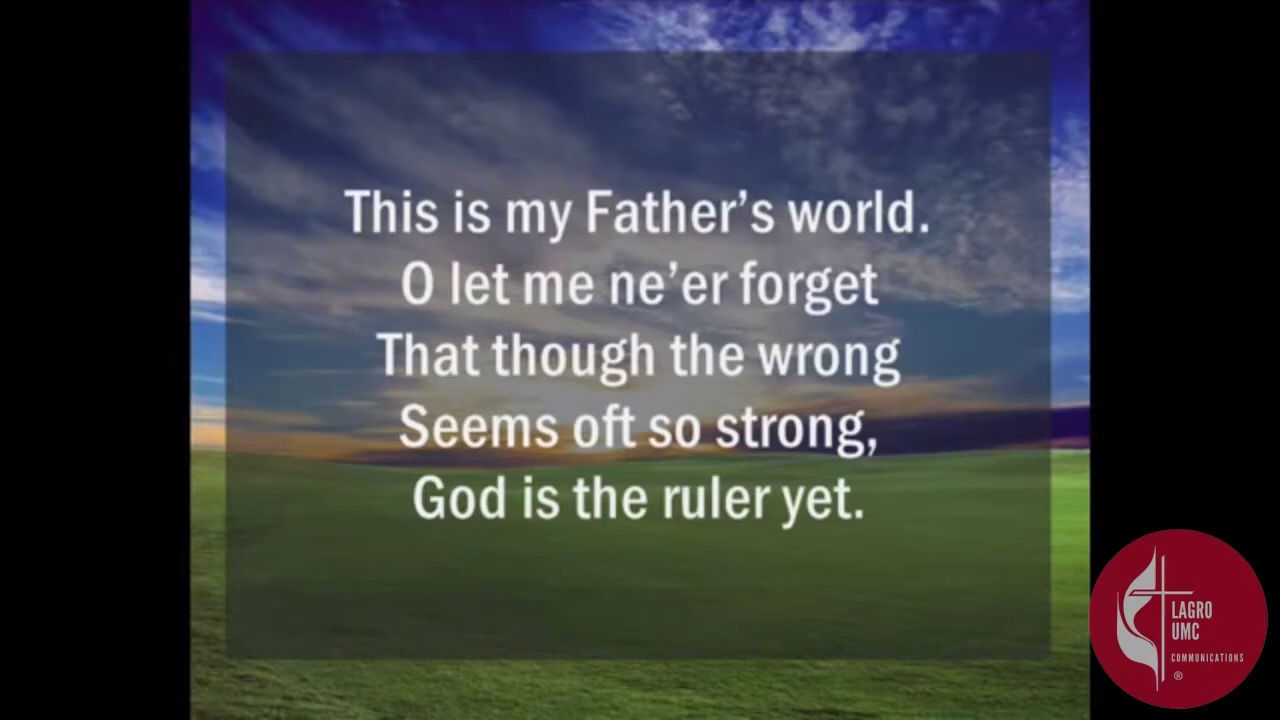 This is my Father’s world.
O let me ne’er forget
That though the wrong
Seems oft so strong,
God is the ruler yet.
LAGRO
UMC
COMMUNICATIONS
®